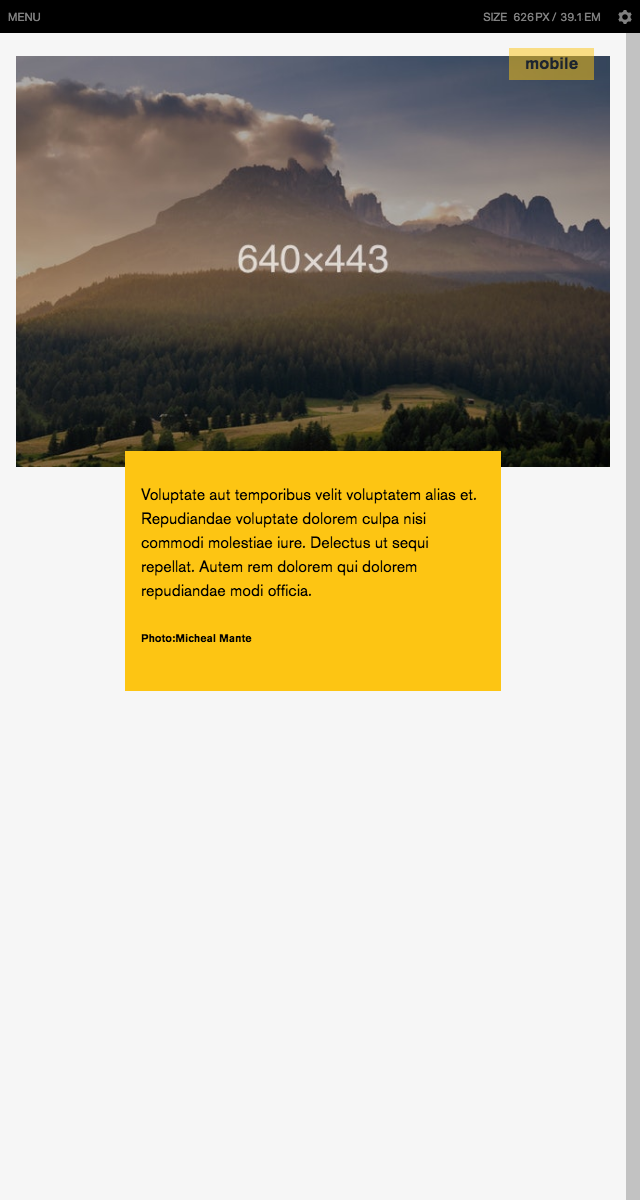 MENU
SIZE 626PX / 39.1EM
mobile
640×443
Voluptate aut temporibus velit voluptatem alias et.
Repudiandae voluptate dolorem culpa nisi
commodi molestiae iure. Delectus ut sequi
repellat. Autem rem dolorem qui dolorem
repudiandae modi officia.
Photo:Micheal Mante